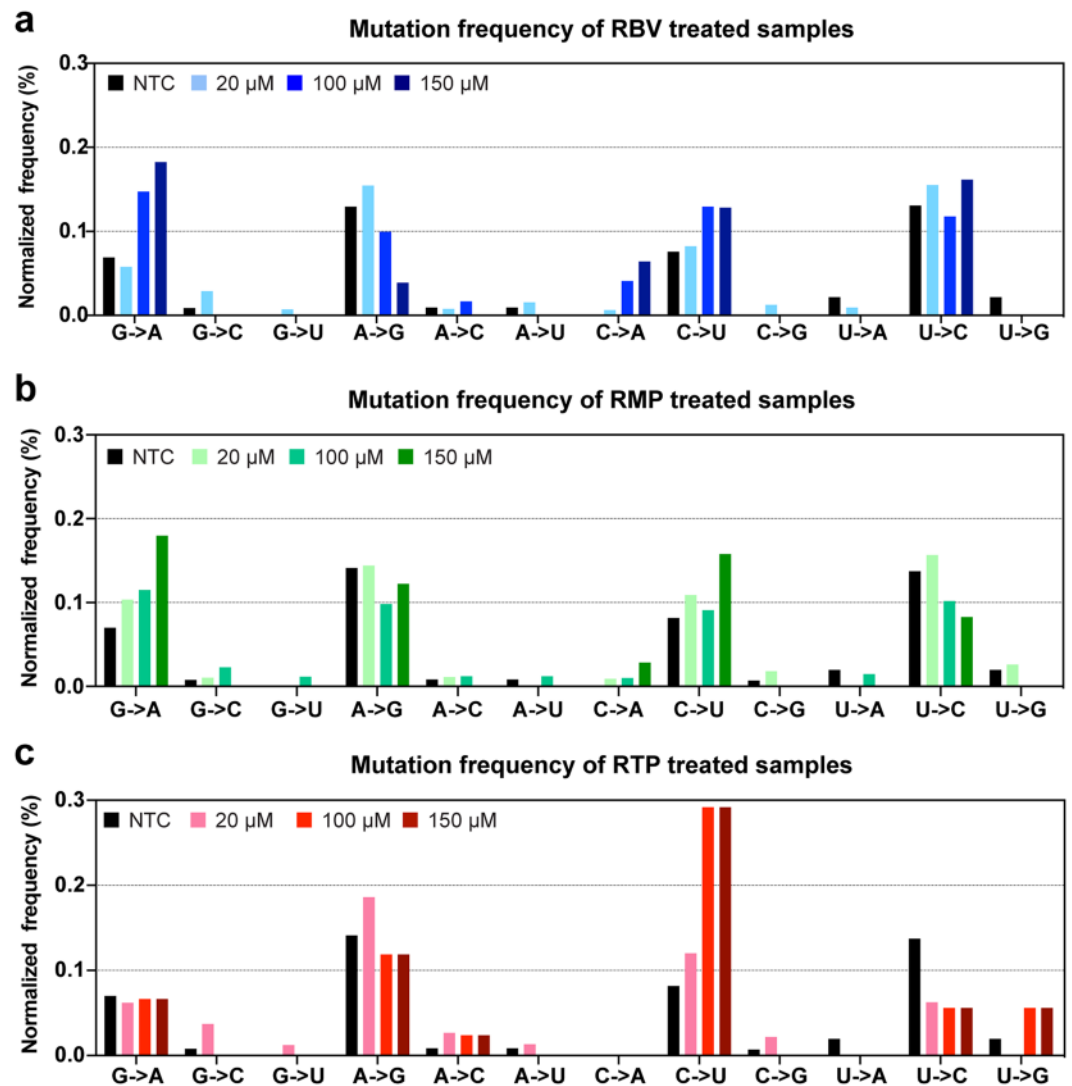 a
Mutation frequency of RBV treated samples
Normalized frequency (%)
0.3
0.2
0.1
0.0
NTC 20 µM 100 µM 150 µM
G->A G->C G->U A->G A->C A->U C->A C->U C->G U->A U->C U->G
b
Mutation frequency of RMP treated samples
Normalized frequency (%)
0.3
0.2
0.1
0.0
NTC 20 µM 100 µM 150 µM
G->A G->C G->U A->G A->C A->U C->A C->U C->G U->A U->C U->G
c
Mutation frequency of RTP treated samples
Normalized frequency (%)
0.3
0.2
0.1
0.0
NTC 20 µM 100 µM 150 µM
G->A G->C G->U A->G A->C A->U C->A C->U C->G U->A U->C U->G